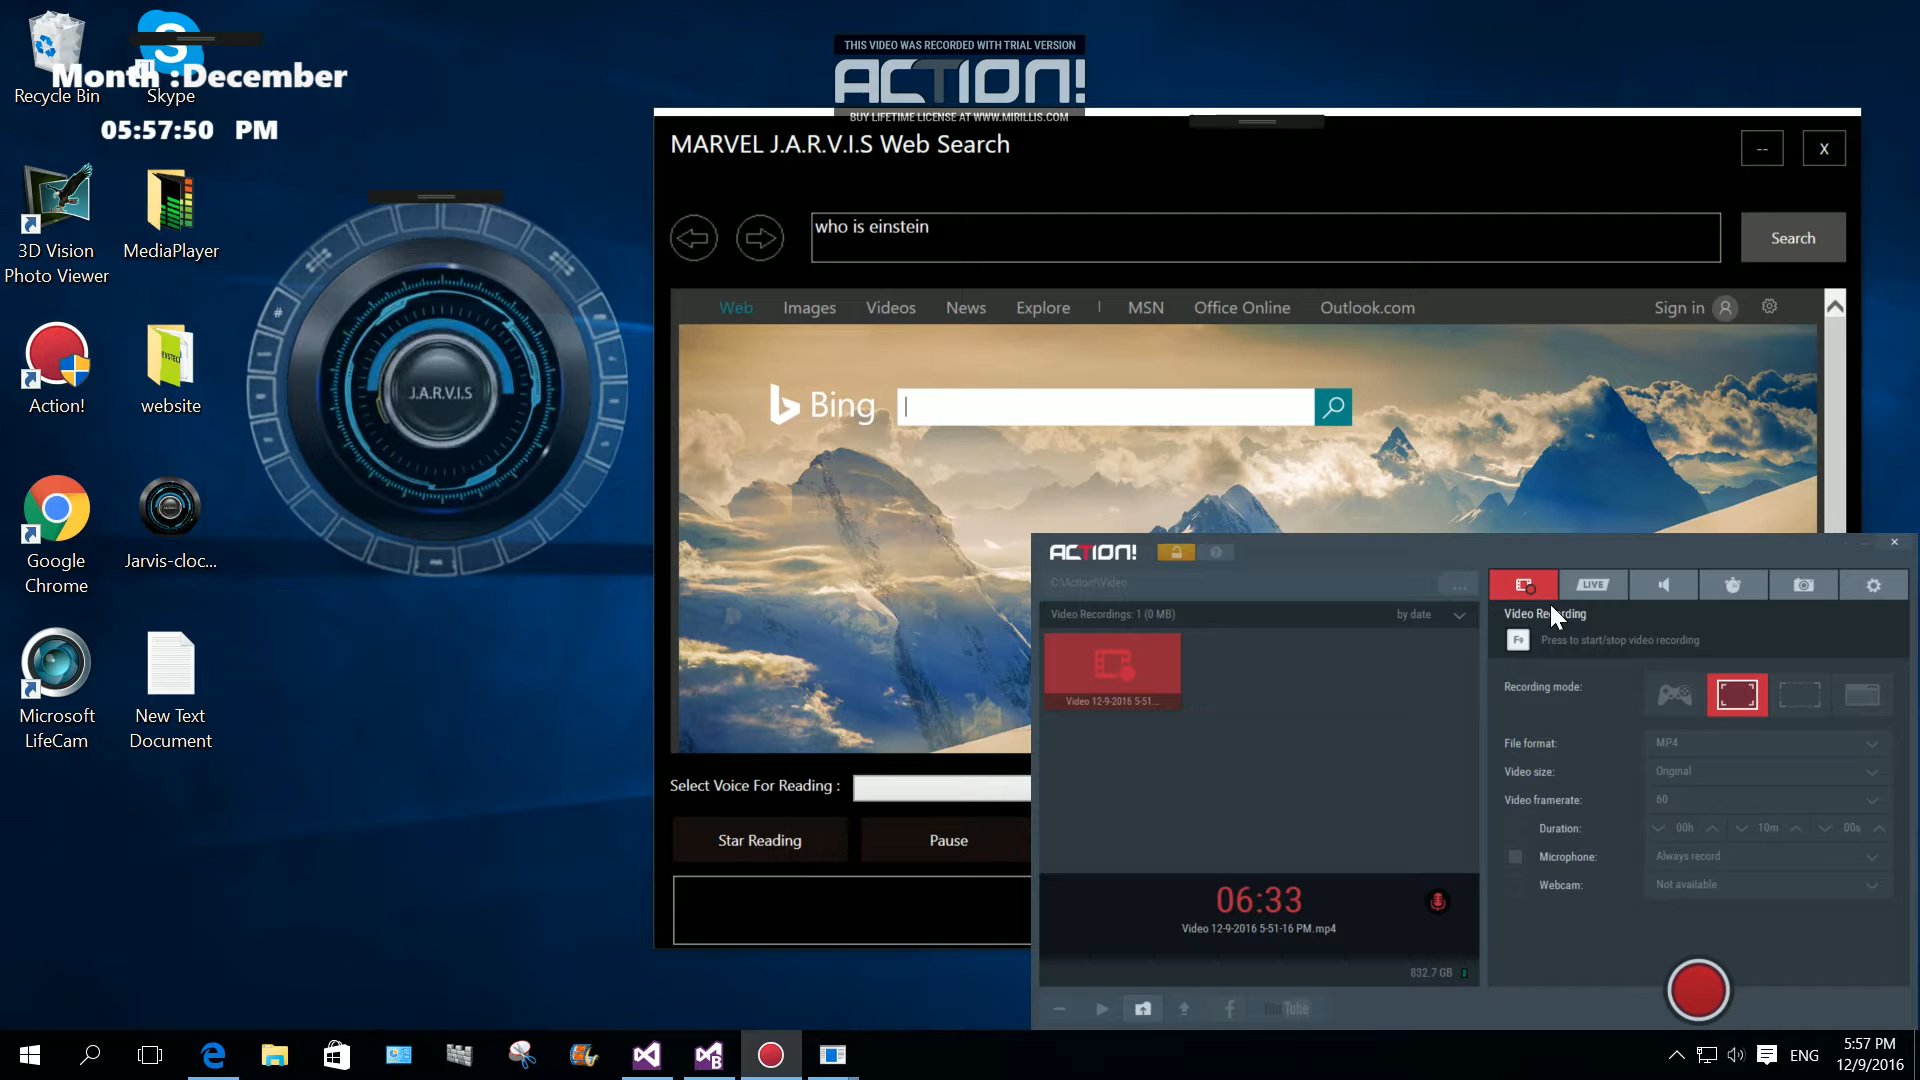 THIS VIDEO WAS RECORDED WITH TRIAL VERSION
ACTION!
BUY LIFETIME LICENSE AT WWW.MIRILLIS.COM
Month :December
05:57:50 PM
Recycle Bin
Skype
3D Vision
Photo Viewer
MediaPlayer
Action!
website
Google
Chrome
Jarvis-cloc...
Microsoft
LifeCam
New Text
Document
J.A.R.V.I.S
MARVEL J.A.R.V.I.S Web Search
-- X
who is einstein
Search
Web Images Videos News Explore | MSN Office Online Outlook.com Sign in
Bing
Select Voice For Reading :
Star Reading Pause
ACTION!
C:\Action!\Video ...
Video Recordings: 1 (0 MB) by date
Video 12-9-2016 5-51...
06:33
Video 12-9-2016 5-51-16 PM.mp4
832.7 GB
YouTube
LIVE
Video Recording
F9 Press to start/stop video recording
Recording mode:
File format: MP4
Video size: Original
Video framerate: 60
Duration: 00h 10m 00s
Microphone: Always record
Webcam: Not available
ENG
5:57 PM
12/9/2016